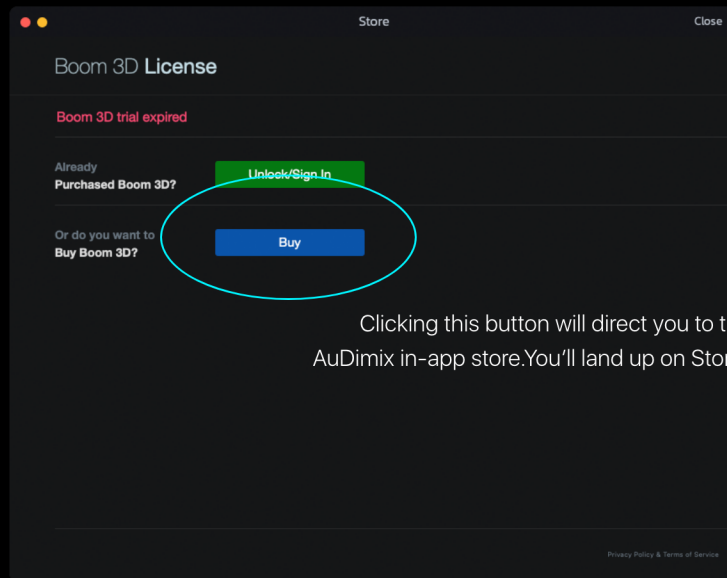 Store
Close
Boom 3D License
Boom 3D trial expired
Already
Purchased Boom 3D?
Unlock/Sign In
Or do you want to
Buy Boom 3D?
Buy
Clicking this button will direct you to t
AuDimix in-app store.You’ll land up on Stor
Privacy Policy & Terms of Service